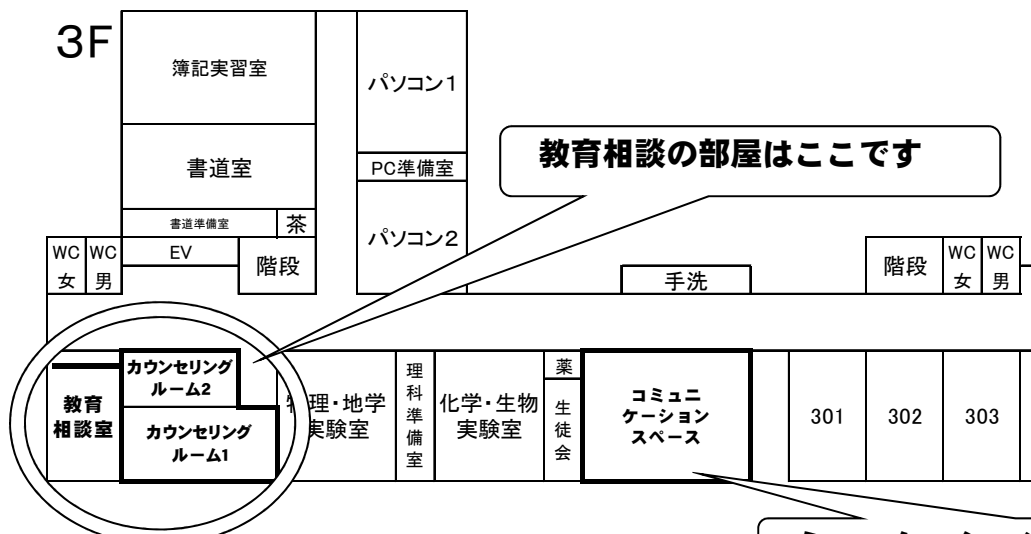 3F
簿記実習室
パソコン1
書道室
PC準備室
教育相談の部屋はここです
書道準備室
茶
パソコン2
WC
女
WC
男
EV
階段
手洗
階段
WC
女
WC
男
教育
相談室
カウンセリング
ルーム2
カウンセリング
ルーム1
理・地学
実験室
理科準備室
化学・生物
実験室
薬
生徒会
コミュニ
ケーション
スペース
301
302
303